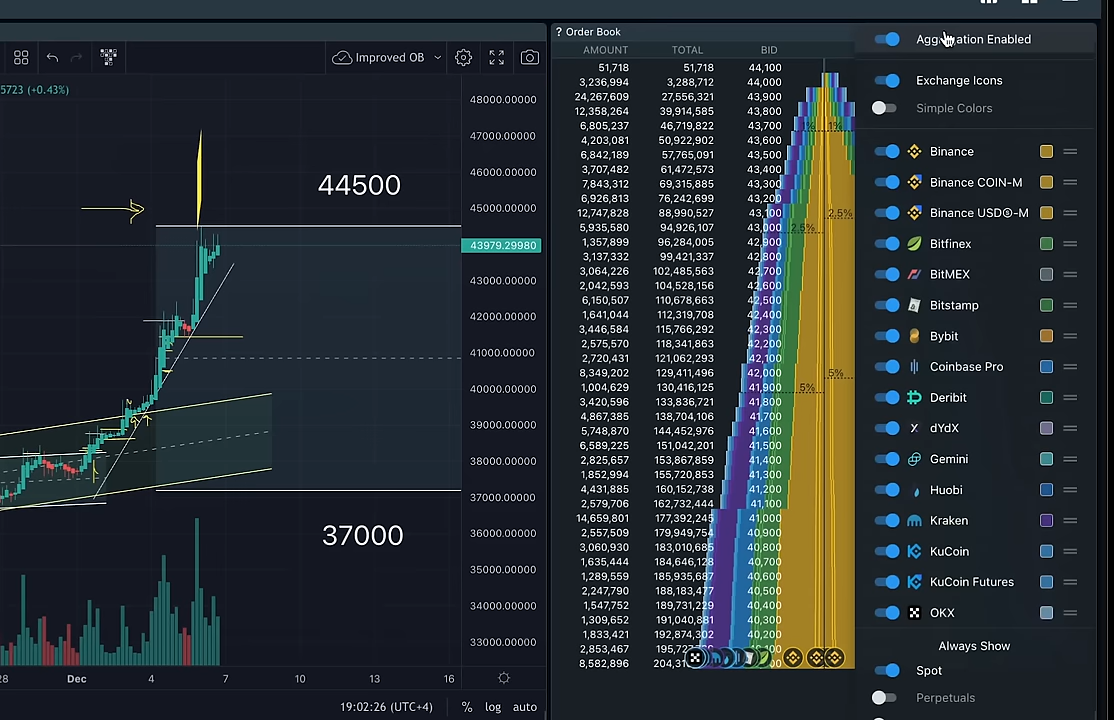 ? Order Book
Aggregation Enabled
Improved OB
AMOUNT TOTAL BID
5723 (+0.43%)
51,718 51,718 44,100
3,236,994 3,288,712 44,000
24,267,609 27,556,321 43,900
12,358,264 39,914,585 43,800
6,805,237 46,719,822 43,700
4,203,081 50,922,902 43,600
6,842,189 57,765,091 43,500
3,707,482 61,472,573 43,400
7,843,312 69,315,885 43,300
6,926,813 76,242,699 43,200
12,747,828 88,990,527 43,100
5,935,580 94,926,107 43,000
1,357,899 96,284,005 42,900
3,137,332 99,421,337 42,800
3,064,226 102,485,563 42,700
2,042,593 104,528,156 42,600
6,150,507 110,678,663 42,500
1,641,044 112,319,708 42,400
3,446,584 115,766,292 42,300
2,575,570 118,341,863 42,200
2,720,431 121,062,293 42,100
8,349,202 129,411,496 42,000
1,004,629 130,416,125 41,900
3,420,596 133,836,721 41,800
4,867,385 138,704,106 41,700
5,748,870 144,452,976 41,600
6,589,225 151,042,201 41,500
2,825,657 153,867,859 41,400
1,852,994 155,720,853 41,300
4,431,885 160,152,738 41,200
2,579,706 162,732,444 41,100
14,659,801 177,392,245 41,000
2,557,509 179,949,754 40,900
3,060,930 183,010,685 40,800
1,635,444 184,646,128 40,700
1,289,559 185,935,687 40,600
2,247,790 188,183,477 40,500
1,547,752 189,731,229 40,400
1,309,652 191,040,881 40,300
1,833,421 192,874,302 40,200
2,853,467
8,582,896
1%
2.5% 2.5%
5% 5%
Exchange Icons
Simple Colors
Binance
Binance COIN-M
Binance USDⓈ-M
Bitfinex
BitMEX
Bitstamp
Bybit
Coinbase Pro
Deribit
dYdX
Gemini
Huobi
Kraken
KuCoin
KuCoin Futures
OKX
Always Show
Spot
Perpetuals
44500
37000
48000.00000
47000.00000
46000.00000
45000.00000
43979.29980
43000.00000
42000.00000
41000.00000
40000.00000
39000.00000
38000.00000
37000.00000
36000.00000
35000.00000
34000.00000
33000.00000
28 Dec 4 7 10 13 16
19:02:26 (UTC+4) % log auto